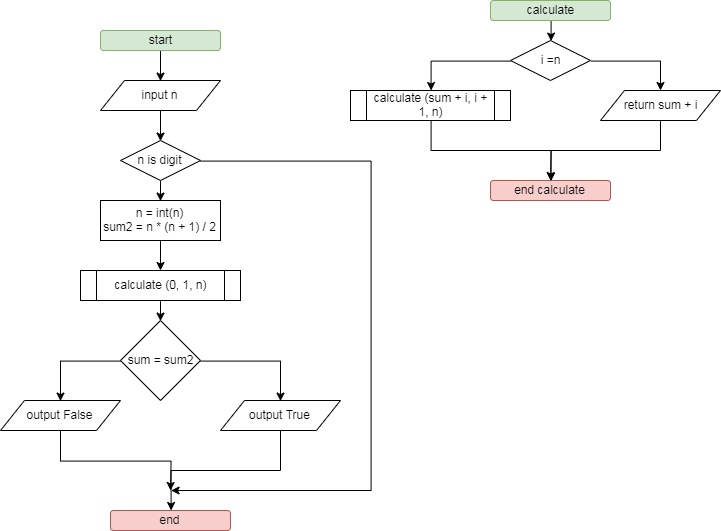 start
input n
n is digit
n = int(n)
sum2 = n * (n + 1) / 2
calculate (0, 1, n)
sum = sum2
output False
output True
end
calculate
i =n
calculate (sum + i, i +
1, n)
return sum + i
end calculate